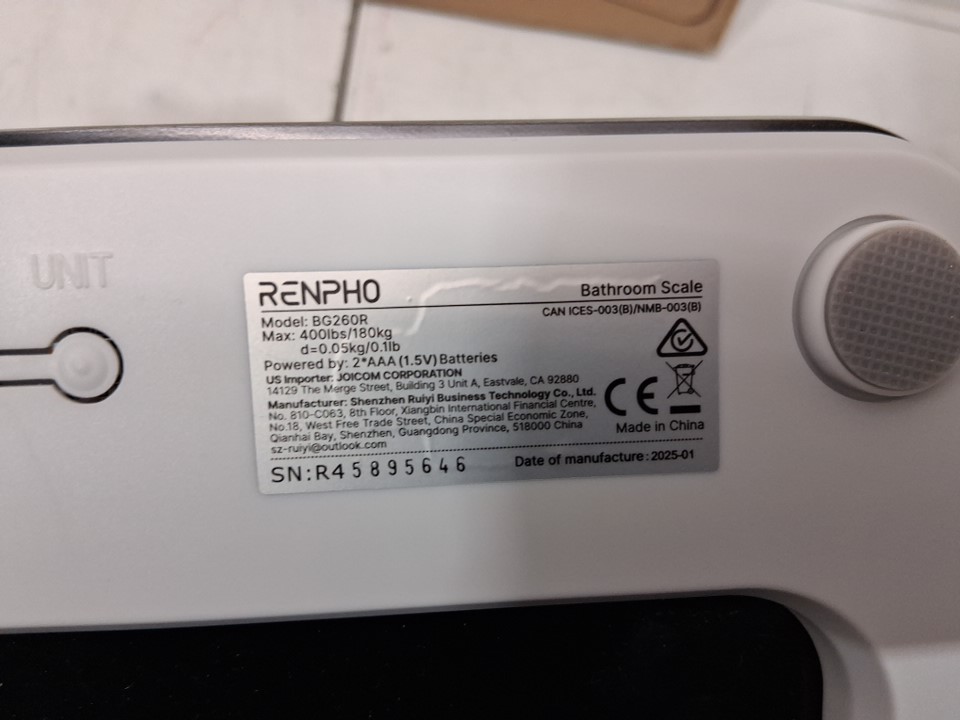 UNIT
RENPHO
Bathroom Scale
CAN ICES-003(B)/NMB-003(B)
Model: BG260R
Max: 400lbs/180kg
d=0.05kg/0.1lb
Powered by: 2*AAA (1.5V) Batteries
US Importer: JOICOM CORPORATION
14129 The Merge Street, Building 3 Unit A, Eastvale, CA 92880
Manufacturer: Shenzhen Ruiyi Business Technology Co., Ltd.
No. 810-C063, 8th Floor, Xiangbin International Financial Centre,
No.18, West Free Trade Street, China Special Economic Zone,
Qianhai Bay, Shenzhen, Guangdong Province, 518000 China
sz-ruiyi@outlook.com
CE
Made in China
SN:R45895646
Date of manufacture: 2025-01